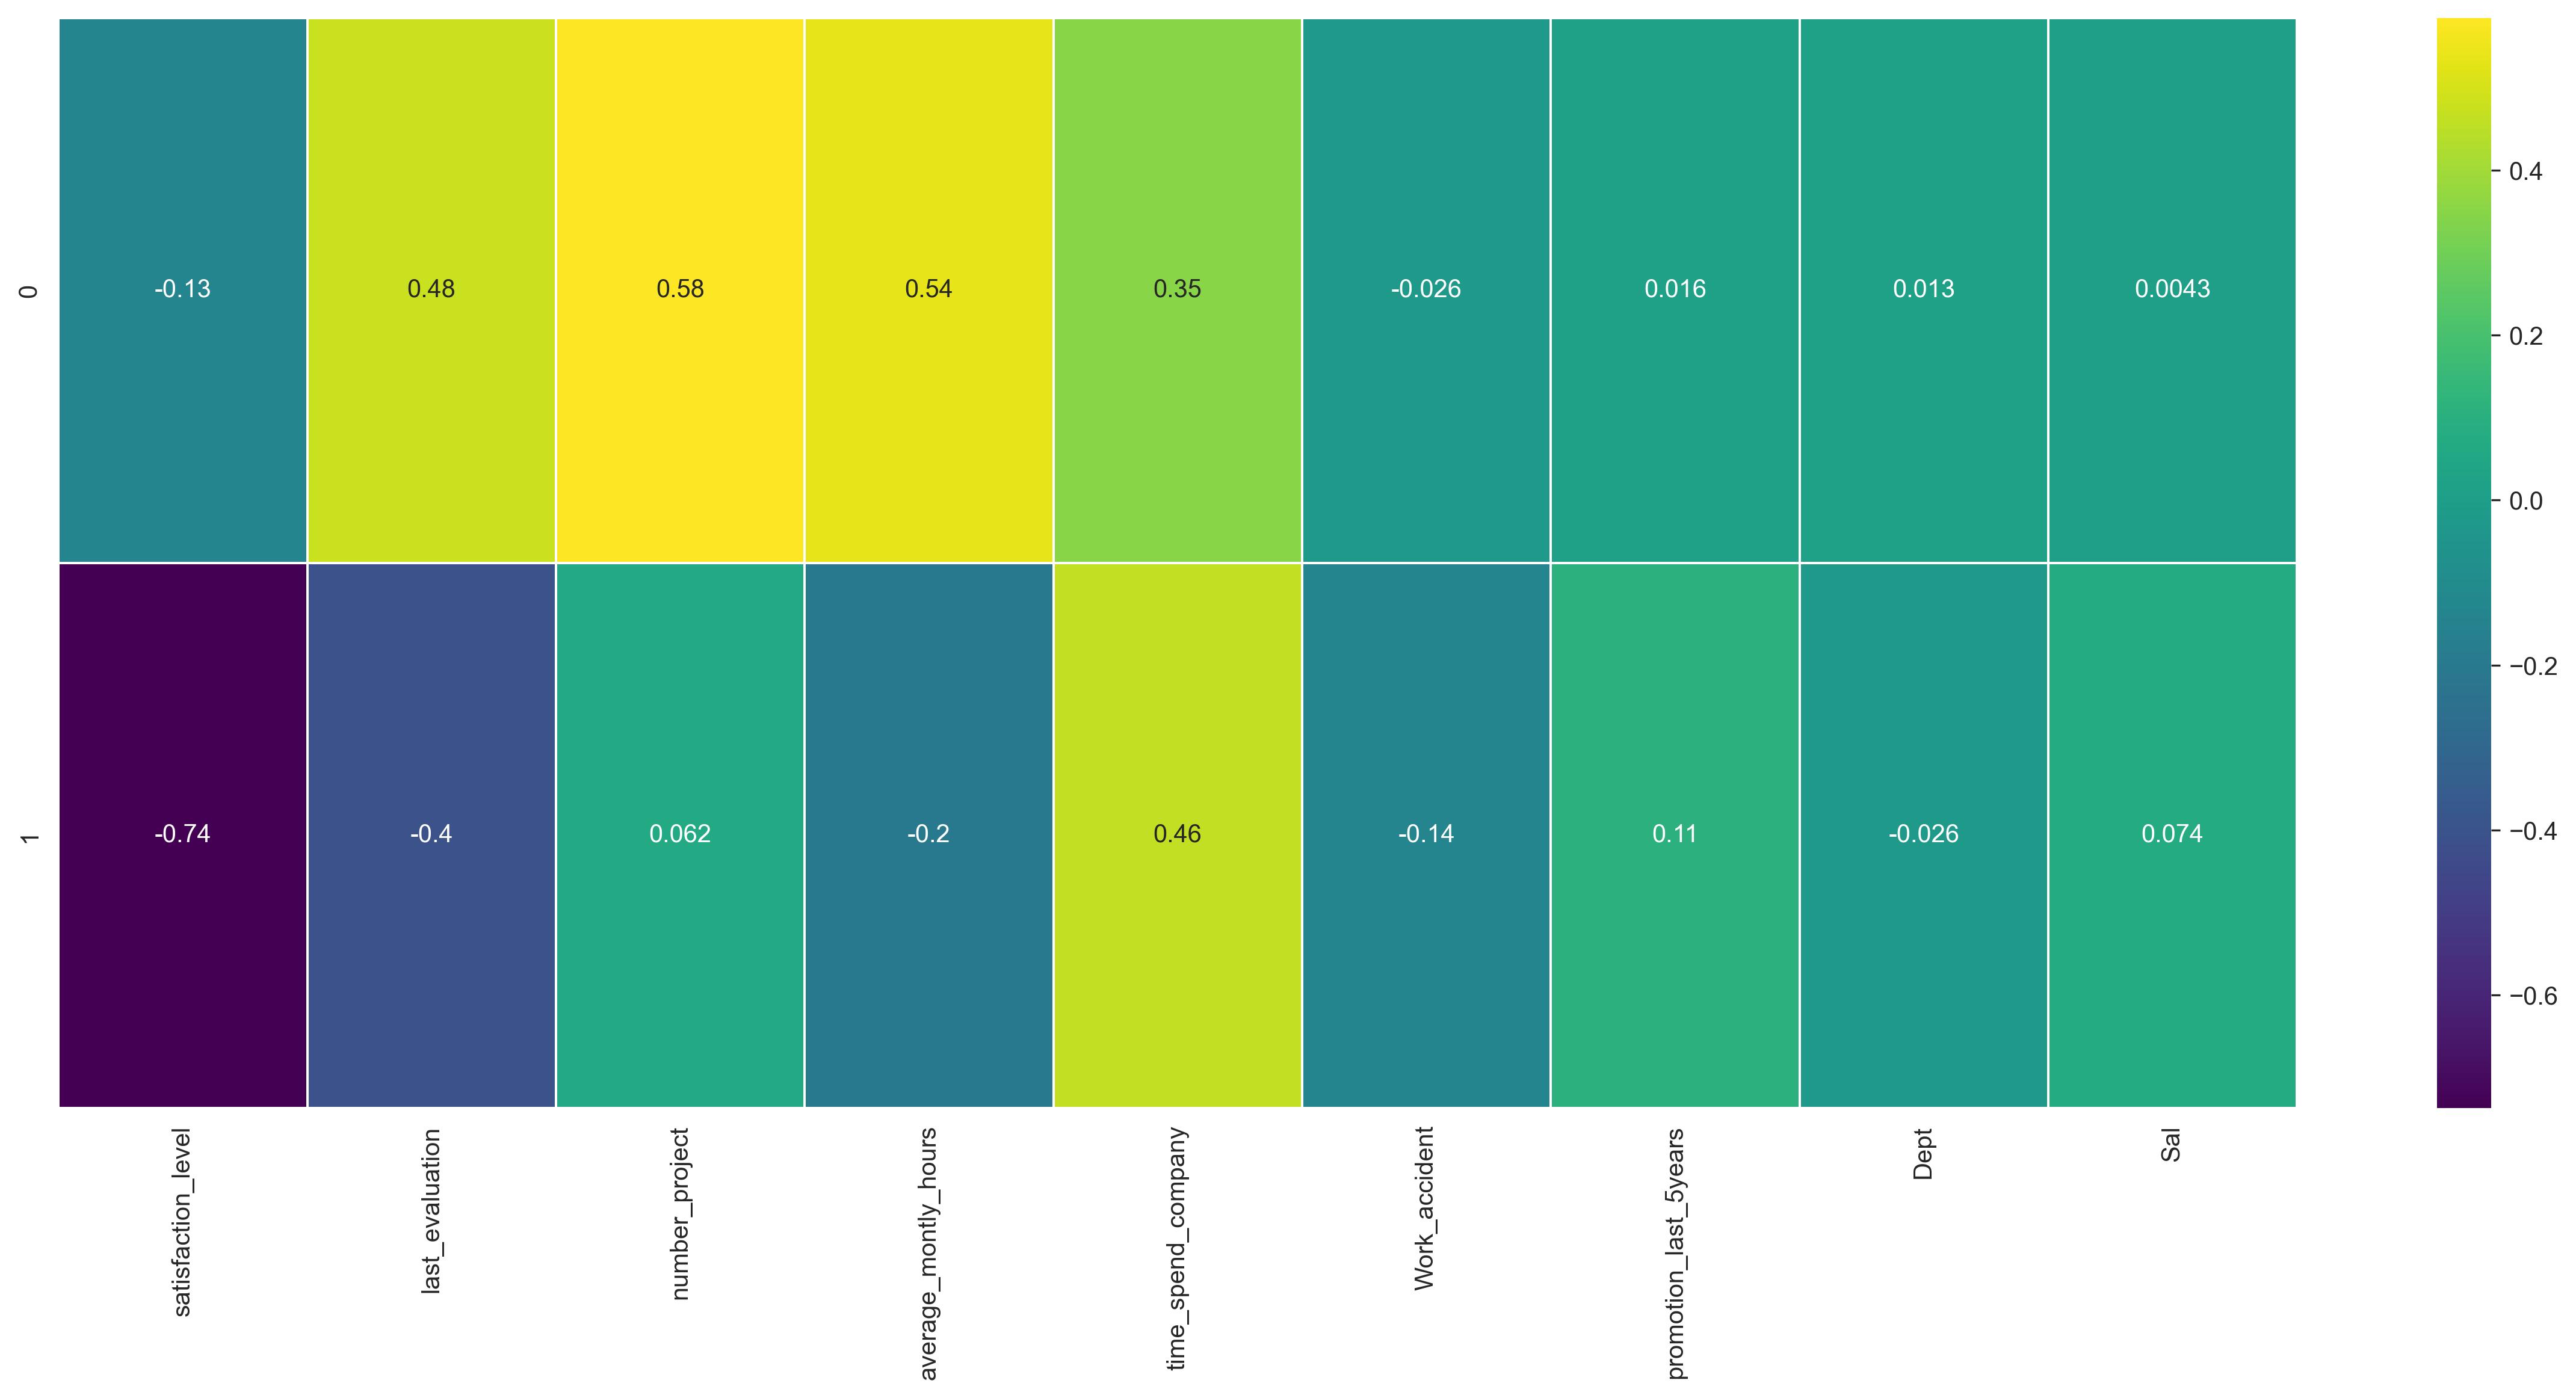 0.4
0 -0.13 0.48 0.58 0.54 0.35 -0.026 0.016 0.013 0.0043
0.2
0.0
−0.2
1 -0.74 -0.4 0.062 -0.2 0.46 -0.14 0.11 -0.026 0.074
−0.4
−0.6
satisfaction_level
last_evaluation
number_project
average_montly_hours
time_spend_company
Work_accident
promotion_last_5years
Dept
Sal